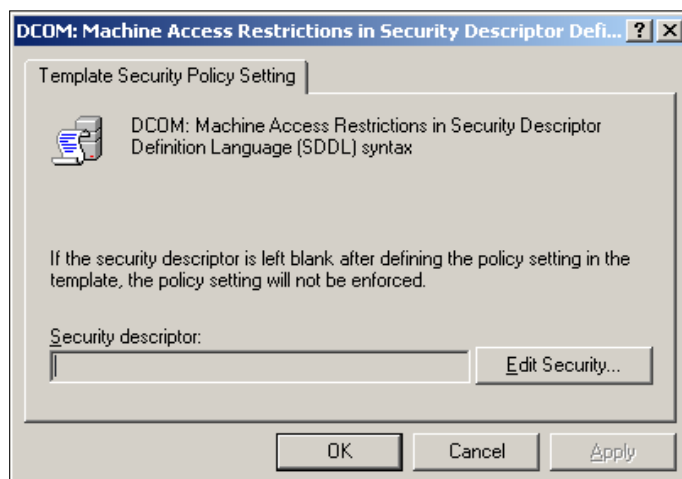 DCOM: Machine Access Restrictions in Security Descriptor Defi...
Template Security Policy Setting
DCOM: Machine Access Restrictions in Security Descriptor
Definition Language (SDDL) syntax
If the security descriptor is left blank after defining the policy setting in the
template, the policy setting will not be enforced.
Security descriptor:
Edit Security...
OK Cancel Apply